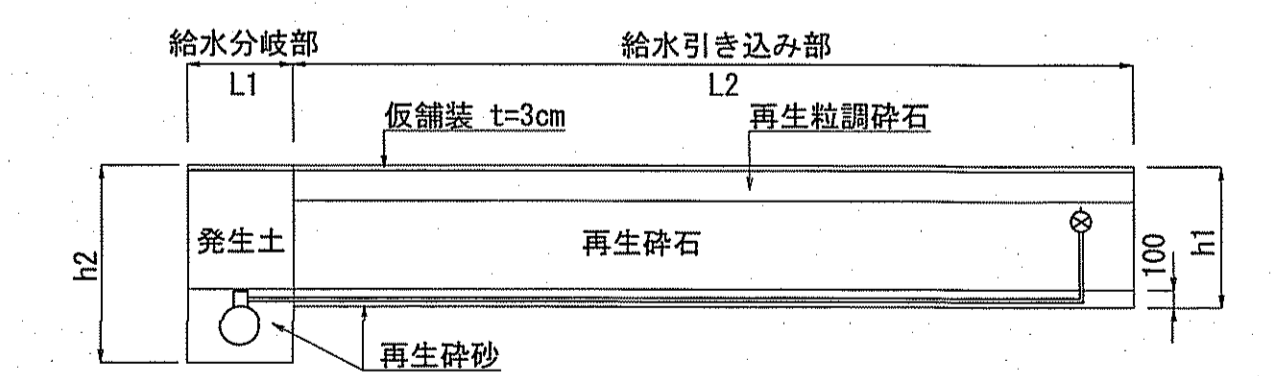 給水分岐部
給水引き込み部
L1
L2
仮舗装 t=3cm
再生粒調砕石
発生土
再生砕石
h2
100
h1
再生砕砂